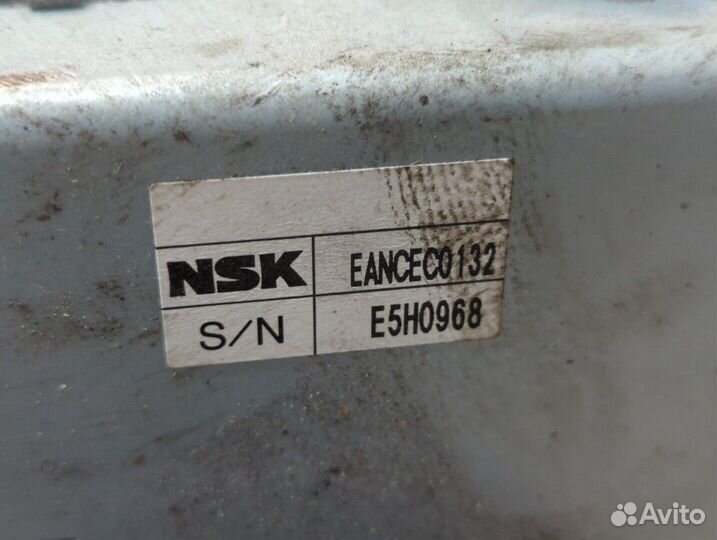 NSK EANCEC0132
S/N E5H0968
Avito